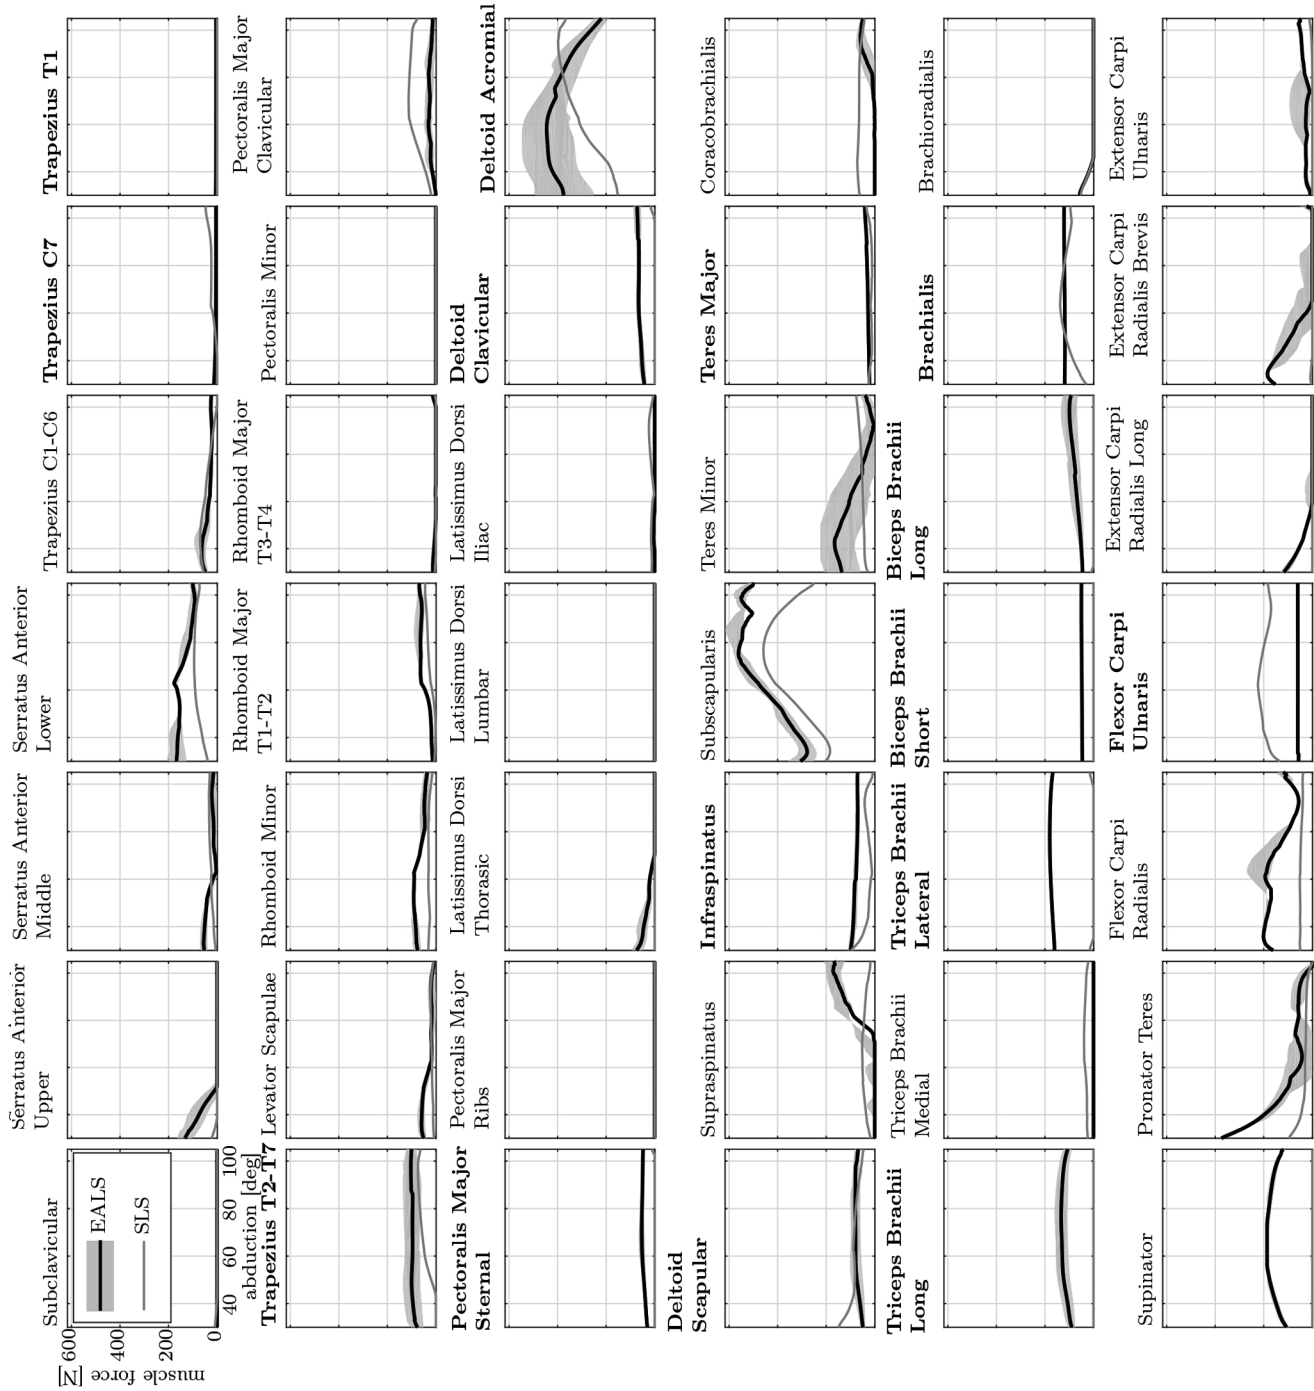 Subclavicular
Serratus Anterior
Upper
Serratus Anterior
Middle
Serratus Anterior
Lower
Trapezius C1-C6
Trapezius C7
Trapezius T1
EALS
SLS
muscle force
[N]
600
400
200
0
40
60
80
100
abduction [deg]
Trapezius T2-T7
Levator Scapulae
Rhomboid Minor
Rhomboid Major
T1-T2
Rhomboid Major
T3-T4
Pectoralis Minor
Pectoralis Major
Clavicular
Pectoralis Major
Sternal
Pectoralis Major
Ribs
Latissimus Dorsi
Thorasic
Latissimus Dorsi
Lumbar
Latissimus Dorsi
Iliac
Deltoid
Clavicular
Deltoid Acromial
Deltoid
Scapular
Supraspinatus
Infraspinatus
Subscapularis
Teres Minor
Teres Major
Coracobrachialis
Triceps Brachii
Long
Triceps Brachii
Medial
Triceps Brachii
Lateral
Biceps Brachii
Short
Biceps Brachii
Long
Brachialis
Brachioradialis
Supinator
Pronator Teres
Flexor Carpi
Radialis
Flexor Carpi
Ulnaris
Extensor Carpi
Radialis Long
Extensor Carpi
Radialis Brevis
Extensor Carpi
Ulnaris